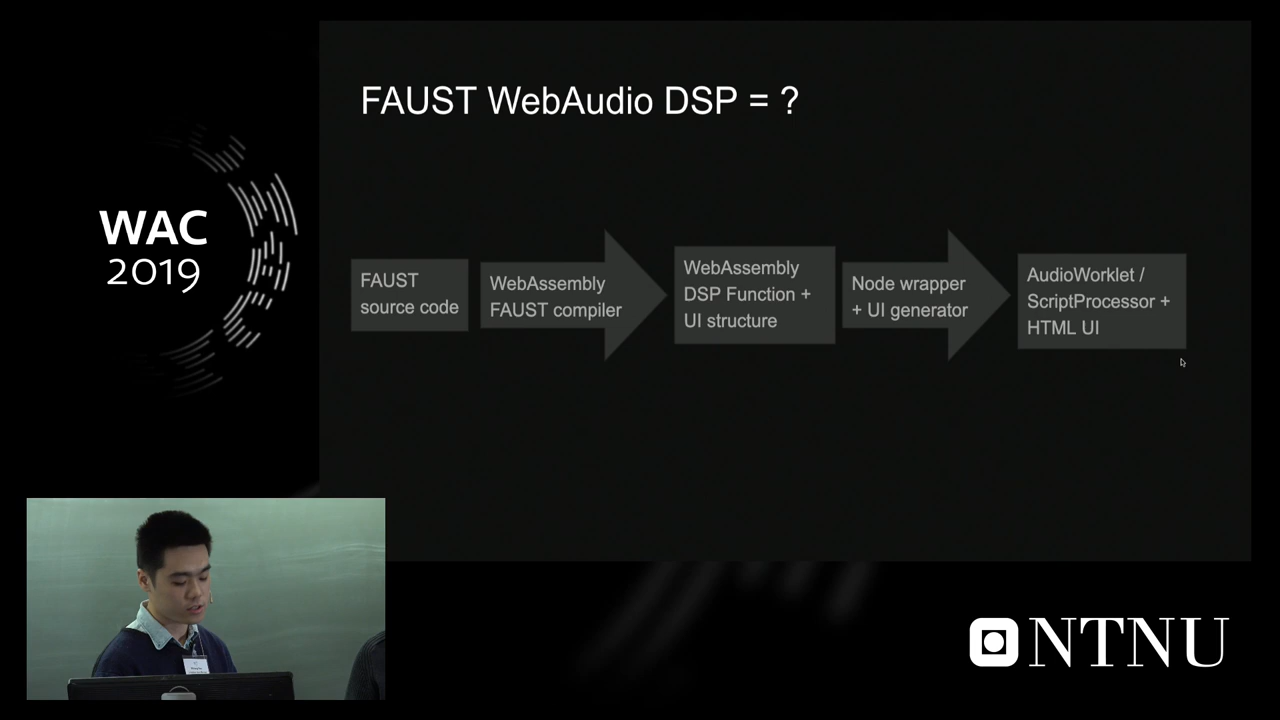 FAUST WebAudio DSP = ?
WAC
2019
FAUST
source code
WebAssembly
FAUST compiler
WebAssembly
DSP Function +
UI structure
Node wrapper
+ UI generator
AudioWorklet /
ScriptProcessor +
HTML UI
NTNU